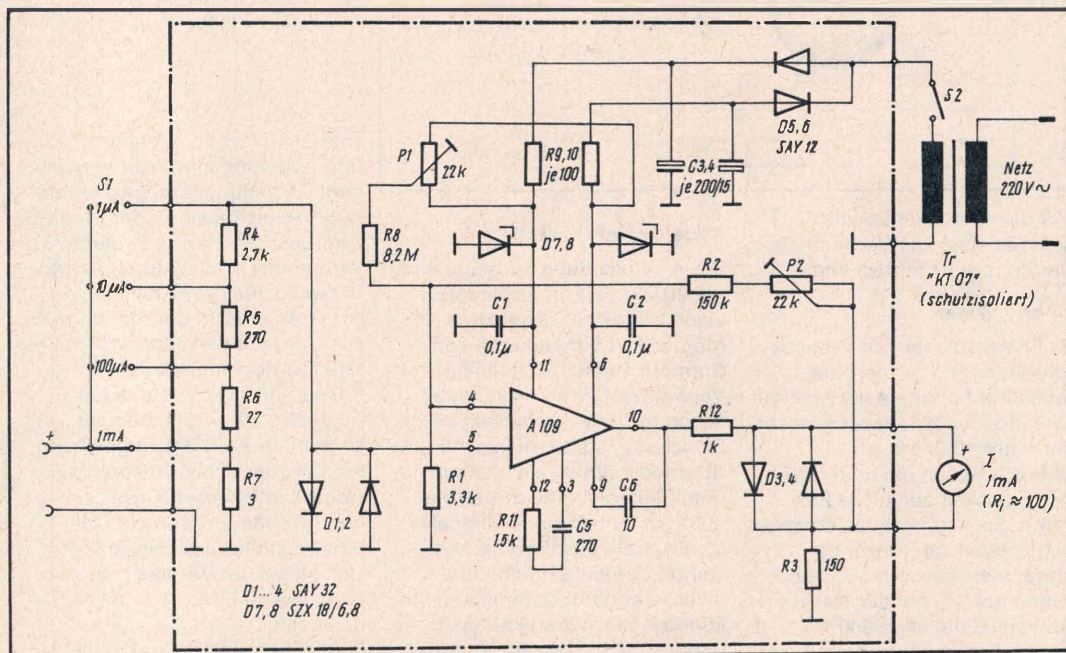 S1
1µA
10µA
100µA
1mA
+
R4
2,7k
R5
270
R6
27
R7
3
D1,2
D1...4 SAY 32
D7,8 SZX 18/6,8
P1
22k
R8
8,2M
R9,10
je 100
D7,8
C1
0,1µ
C2
0,1µ
11
6
4
5
A 109
10
12
3
9
R1
3,3k
R11
1,5k
C5
270
C6
10
R12
1k
D3,4
R3
150
R2
150k
P2
22k
C3,4
je 200/15
D5,6
SAY 12
S2
Netz
220V~
Tr
"KT 07"
(schutzisoliert)
+
I
1mA
(Ri≈100)